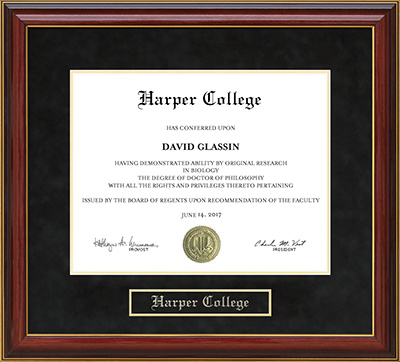 Harper College
HAS CONFERRED UPON
DAVID GLASSIN
HAVING DEMONSTRATED ABILITY BY ORIGINAL RESEARCH
IN BIOLOGY
THE DEGREE OF DOCTOR OF PHILOSOPHY
WITH ALL THE RIGHTS AND PRIVILEGES THERETO PERTAINING
ISSUED BY THE BOARD OF REGENTS UPON RECOMMENDATION OF THE FACULTY
JUNE 14, 2017
PROVOST
PRESIDENT
Harper College